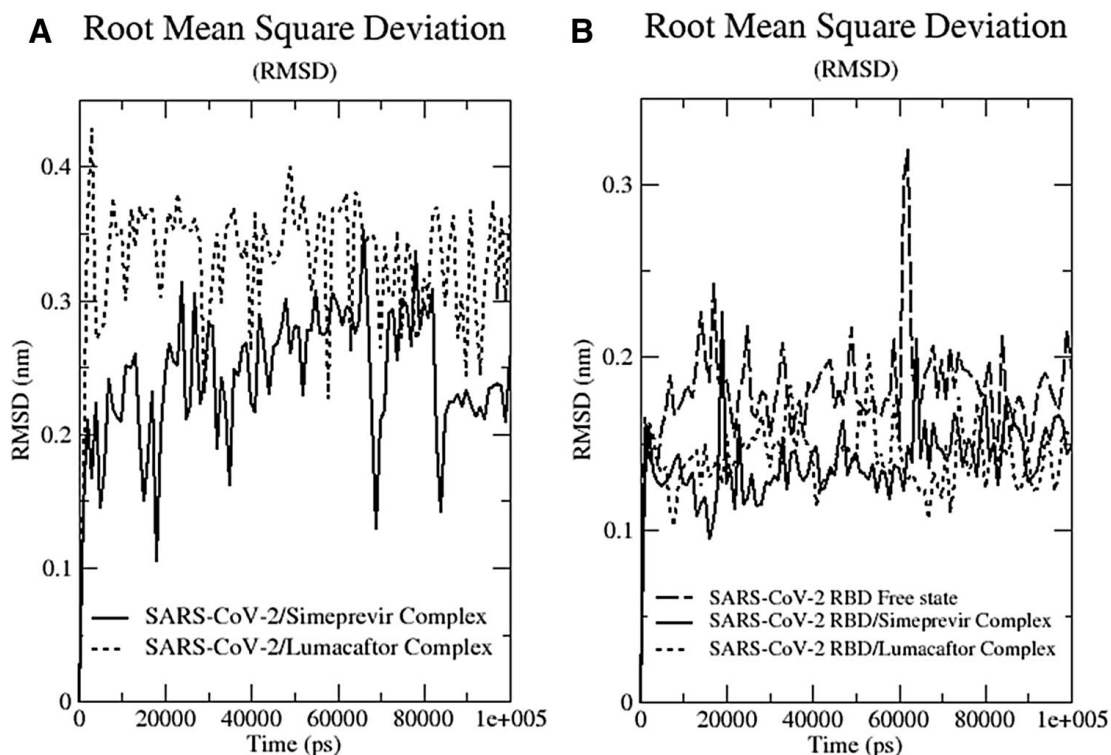 A
Root Mean Square Deviation
(RMSD)
RMSD (nm)
0.4
0.3
0.2
0.1
0
SARS-CoV-2/Simeprevir Complex
SARS-CoV-2/Lumacaftor Complex
0 20000 40000 60000 80000 1e+005
Time (ps)
B
Root Mean Square Deviation
(RMSD)
RMSD (nm)
0.3
0.2
0.1
0
SARS-CoV-2 RBD Free state
SARS-CoV-2 RBD/Simeprevir Complex
SARS-CoV-2 RBD/Lumacaftor Complex
0 20000 40000 60000 80000 1e+005
Time (ps)